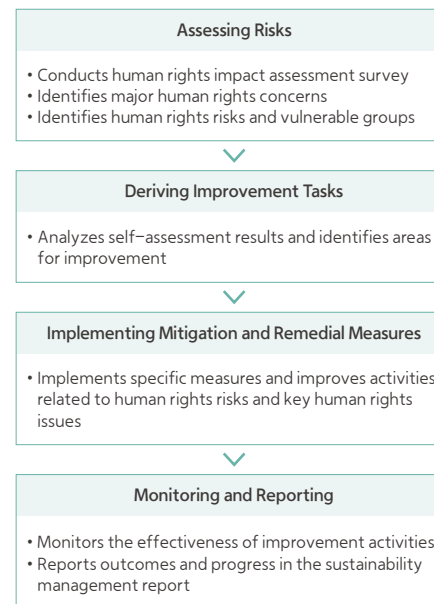 Assessing Risks
• Conducts human rights impact assessment survey
• Identifies major human rights concerns
• Identifies human rights risks and vulnerable groups
Deriving Improvement Tasks
• Analyzes self-assessment results and identifies areas
for improvement
Implementing Mitigation and Remedial Measures
• Implements specific measures and improves activities
related to human rights risks and key human rights
issues
Monitoring and Reporting
• Monitors the effectiveness of improvement activities
• Reports outcomes and progress in the sustainability
management report